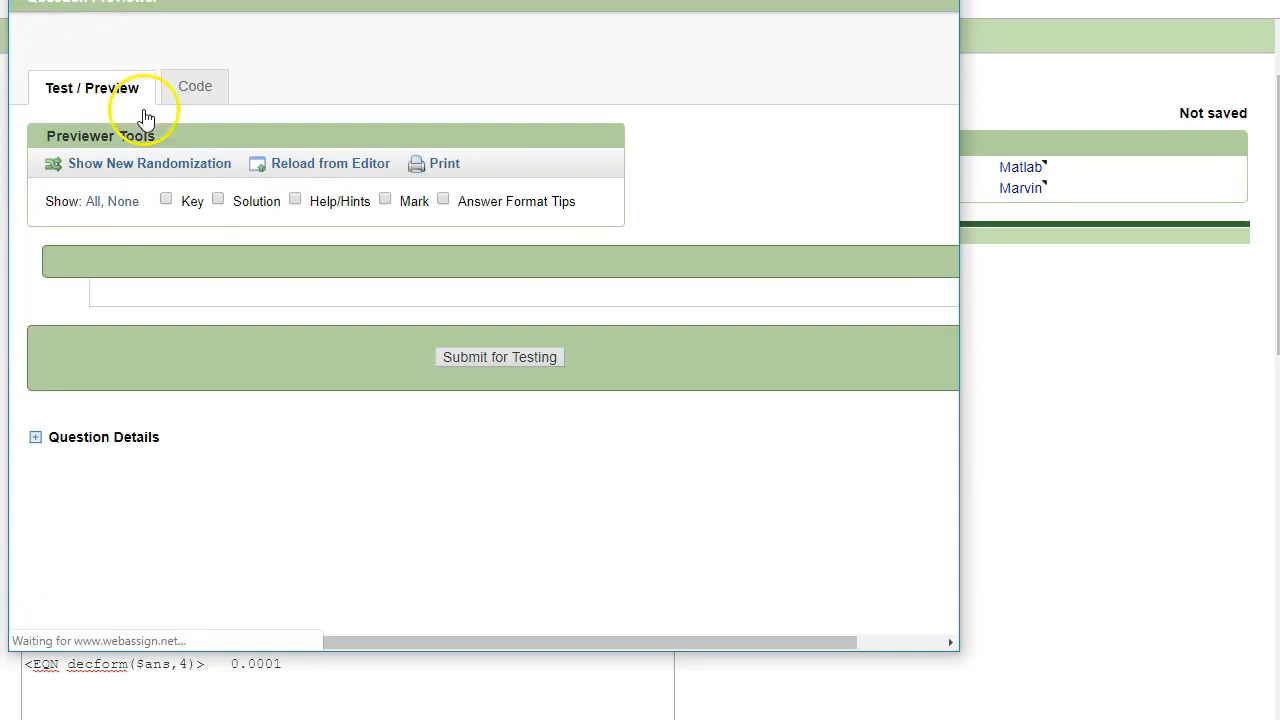 Question Previewer
Test / Preview
Code
Not saved
Previewer Tools
Matlab
Show New Randomization
Reload from Editor
Print
Marvin
Show: All, None
Key
Solution
Help/Hints
Mark
Answer Format Tips
Submit for Testing
Question Details
Waiting for www.webassign.net...
<EQN decform($ans,4)> 0.0001